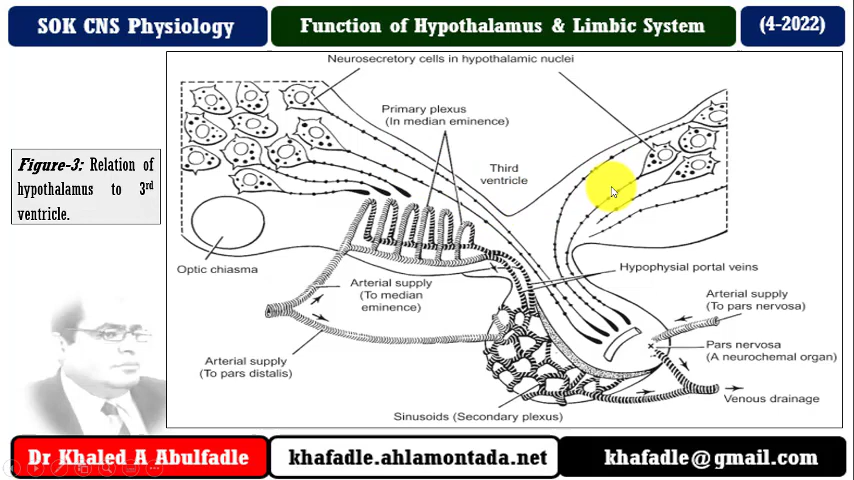 SOK CNS Physiology
Function of Hypothalamus & Limbic System
(4-2022)
Neurosecretory cells in hypothalamic nuclei
Primary plexus
(In median eminence)
Third
ventricle
Figure-3: Relation of
hypothalamus to 3rd
ventricle.
Optic chiasma
Hypophysial portal veins
Arterial supply
(To median
eminence)
Arterial supply
(To pars nervosa)
Arterial supply
(To pars distalis)
Pars nervosa
(A neurochemal organ)
Venous drainage
Sinusoids (Secondary plexus)
Dr Khaled A Abulfadle
khafadle.ahlamontada.net
khafadle@gmail.com